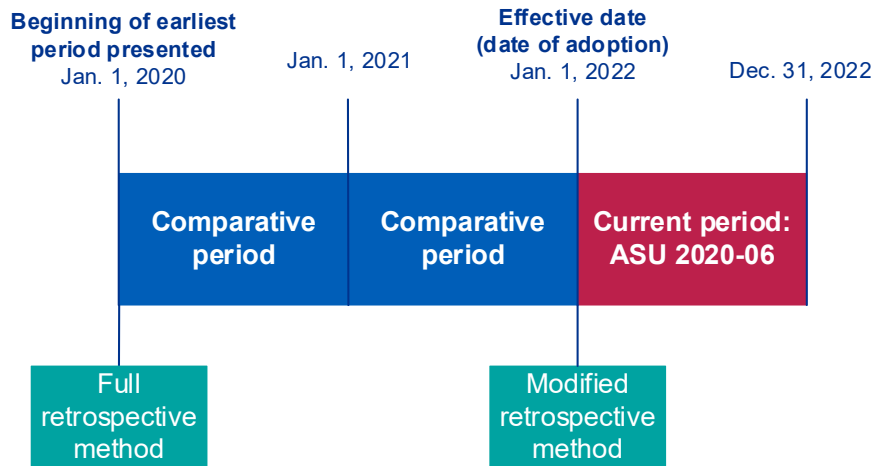 Beginning of earliest
period presented
Jan. 1, 2020
Jan. 1, 2021
Effective date
(date of adoption)
Jan. 1, 2022
Dec. 31, 2022
Comparative
period
Comparative
period
Current period:
ASU 2020-06
Full
retrospective
method
Modified
retrospective
method